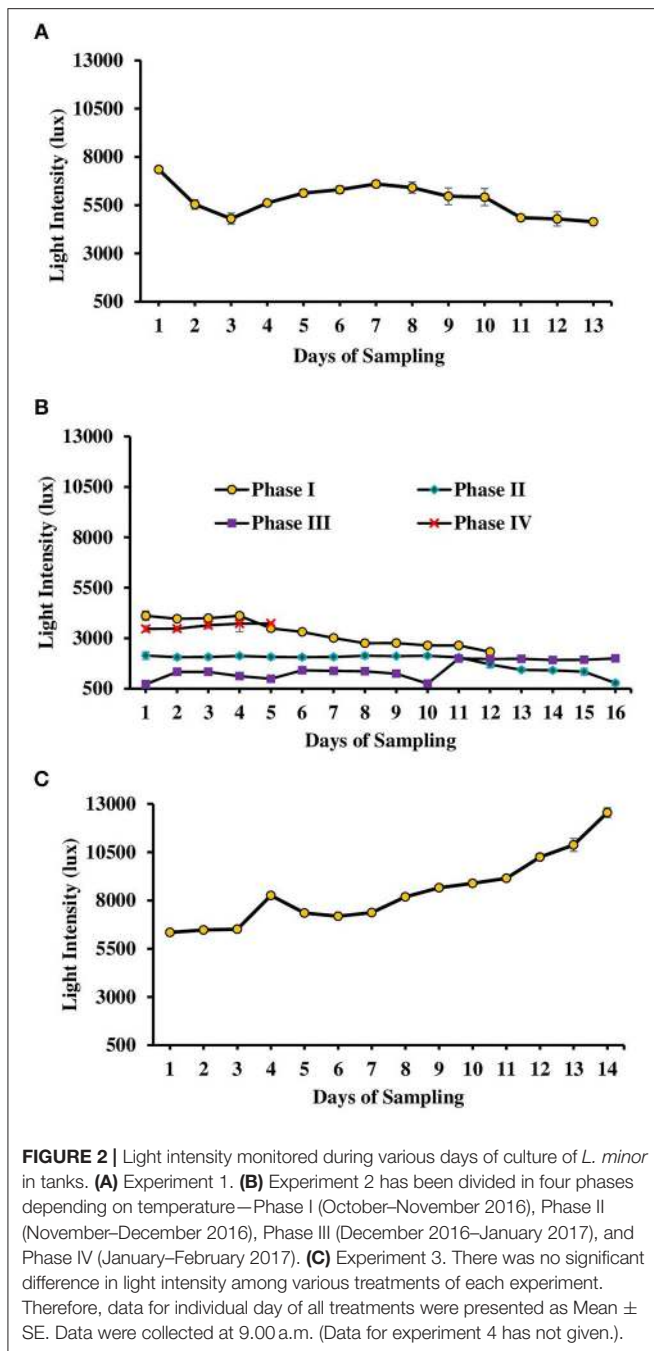 A
13000
10500
8000
5500
3000
500
Light Intensity (lux)
1 2 3 4 5 6 7 8 9 10 11 12 13
Days of Sampling
B
13000
10500
8000
5500
3000
500
Light Intensity (lux)
Phase I Phase II
Phase III Phase IV
1 2 3 4 5 6 7 8 9 10 11 12 13 14 15 16
Days of Sampling
C
13000
10500
8000
5500
3000
500
Light Intensity (lux)
1 2 3 4 5 6 7 8 9 10 11 12 13 14
Days of Sampling
FIGURE 2 | Light intensity monitored during various days of culture of L. minor
in tanks. (A) Experiment 1. (B) Experiment 2 has been divided in four phases
depending on temperature—Phase I (October–November 2016), Phase II
(November–December 2016), Phase III (December 2016–January 2017), and
Phase IV (January–February 2017). (C) Experiment 3. There was no significant
difference in light intensity among various treatments of each experiment.
Therefore, data for individual day of all treatments were presented as Mean ±
SE. Data were collected at 9.00 a.m. (Data for experiment 4 has not given.).